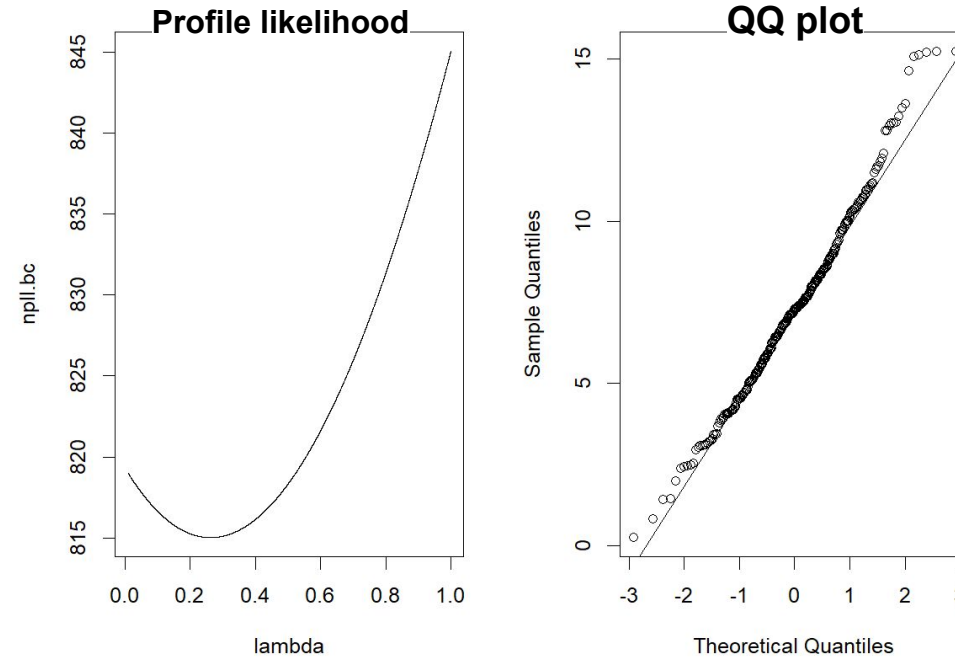 Profile likelihood
npll.bc
845
840
835
830
825
820
815
0.0 0.2 0.4 0.6 0.8 1.0
lambda
QQ plot
Sample Quantiles
15
10
5
0
-3 -2 -1 0 1 2
Theoretical Quantiles